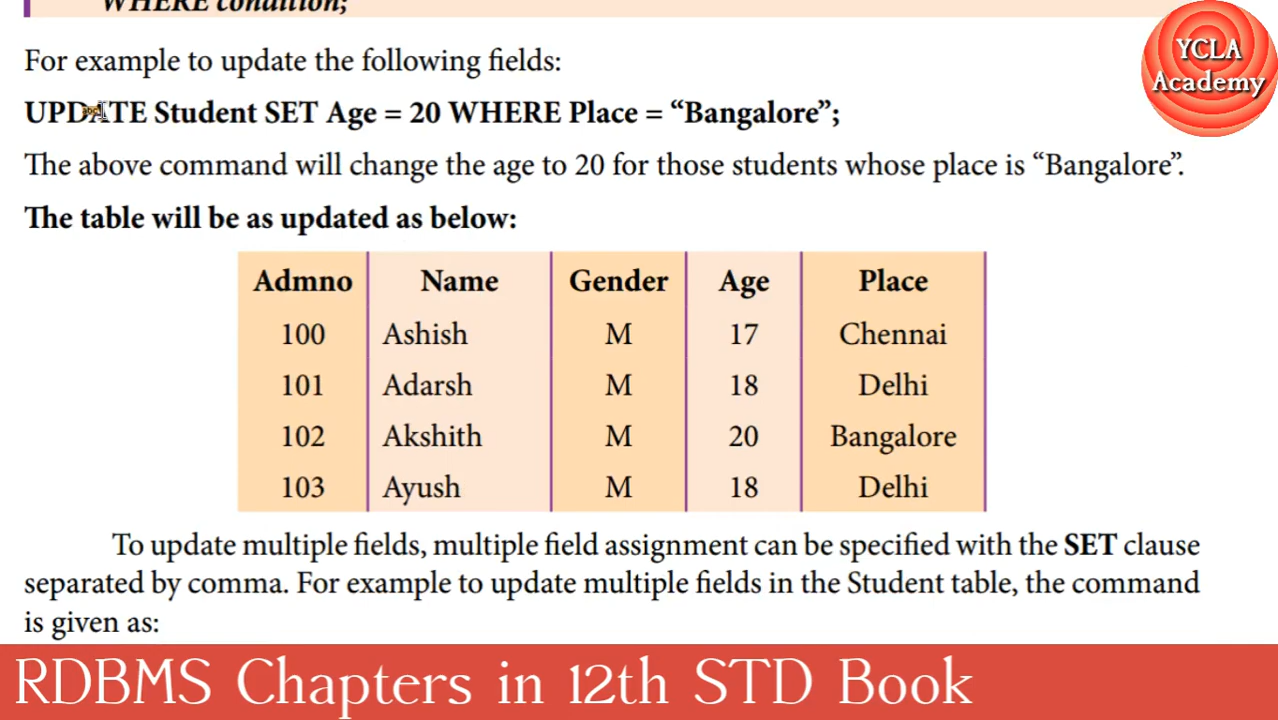 WHERE condition;
YCLA
Academy
For example to update the following fields:
UPDATE Student SET Age = 20 WHERE Place = “Bangalore”;
The above command will change the age to 20 for those students whose place is “Bangalore”.
The table will be as updated as below:
Admno Name Gender Age Place
100 Ashish M 17 Chennai
101 Adarsh M 18 Delhi
102 Akshith M 20 Bangalore
103 Ayush M 18 Delhi
To update multiple fields, multiple field assignment can be specified with the SET clause
separated by comma. For example to update multiple fields in the Student table, the command
is given as:
RDBMS Chapters in 12th STD Book